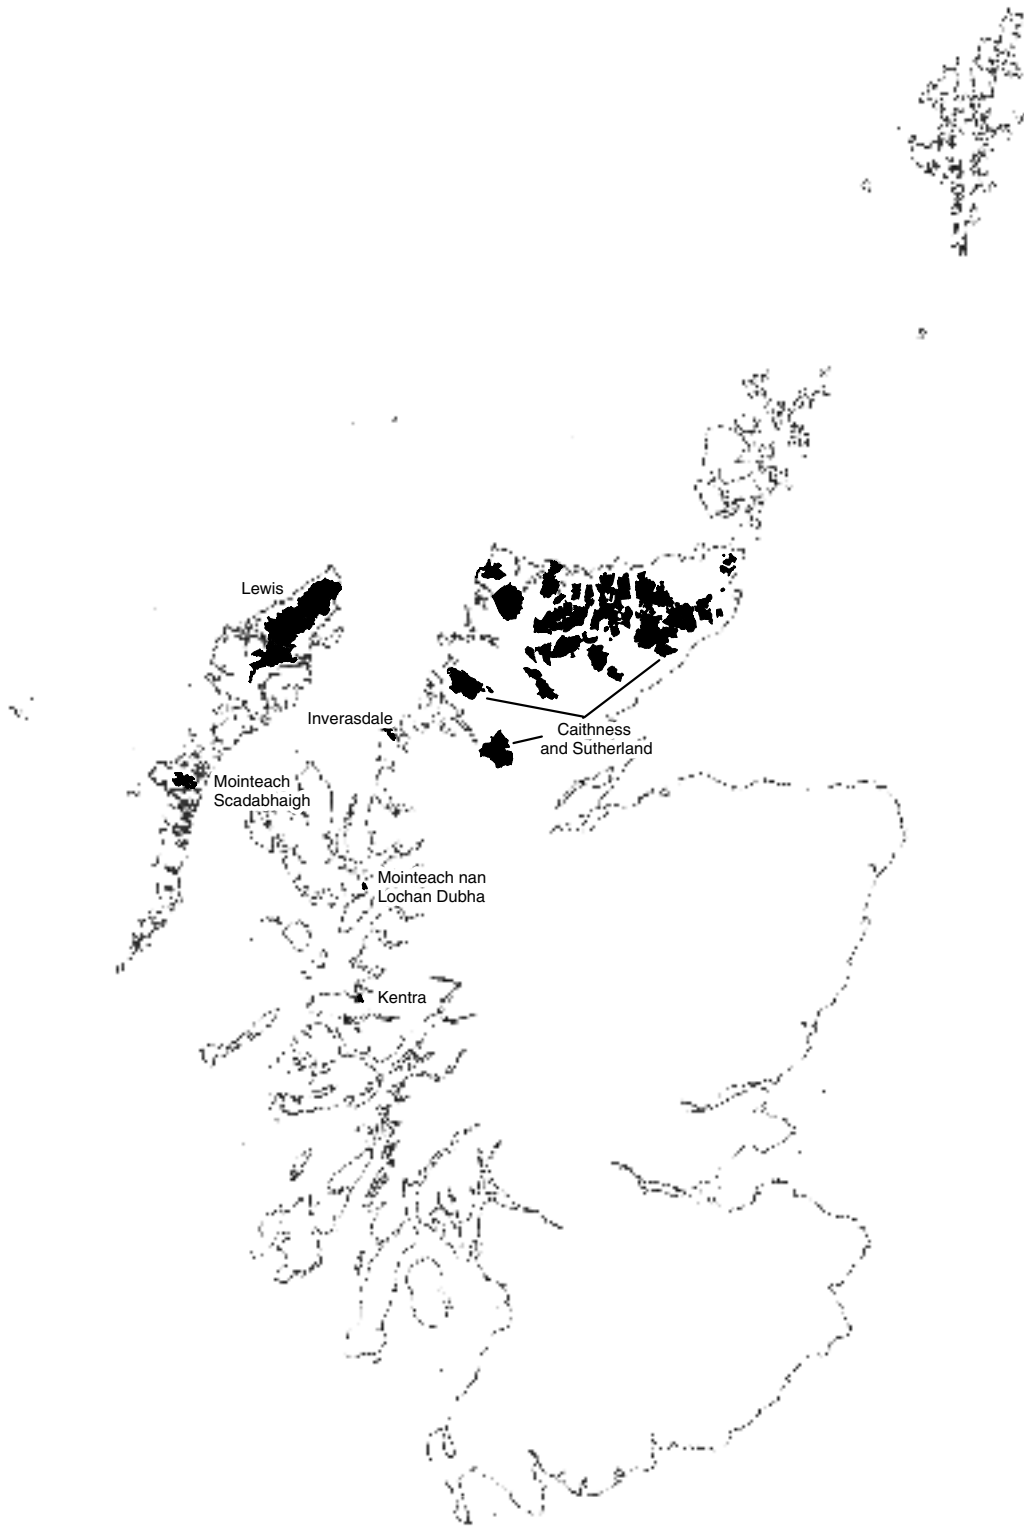 Lewis
Inverasdale
Caithness
and Sutherland
Mointeach
Scadabhaigh
Mointeach nan
Lochan Dubha
Kentra